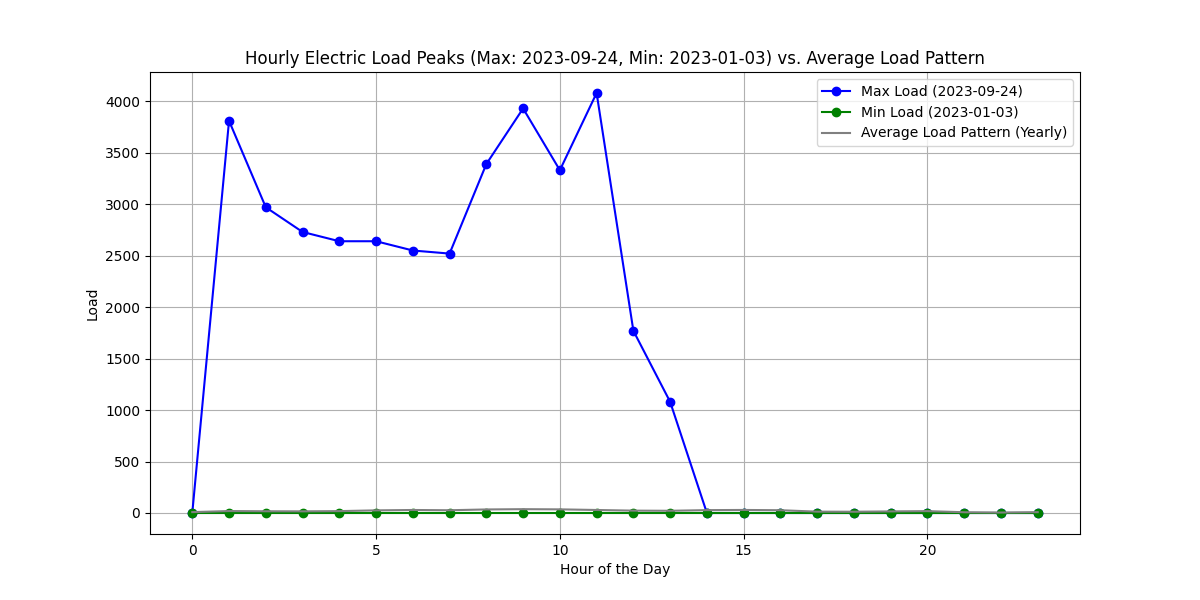 Hourly Electric Load Peaks (Max: 2023-09-24, Min: 2023-01-03) vs. Average Load Pattern
Max Load (2023-09-24)
Min Load (2023-01-03)
Average Load Pattern (Yearly)
4000
3500
3000
2500
2000
1500
1000
500
0
Load
0 5 10 15 20
Hour of the Day